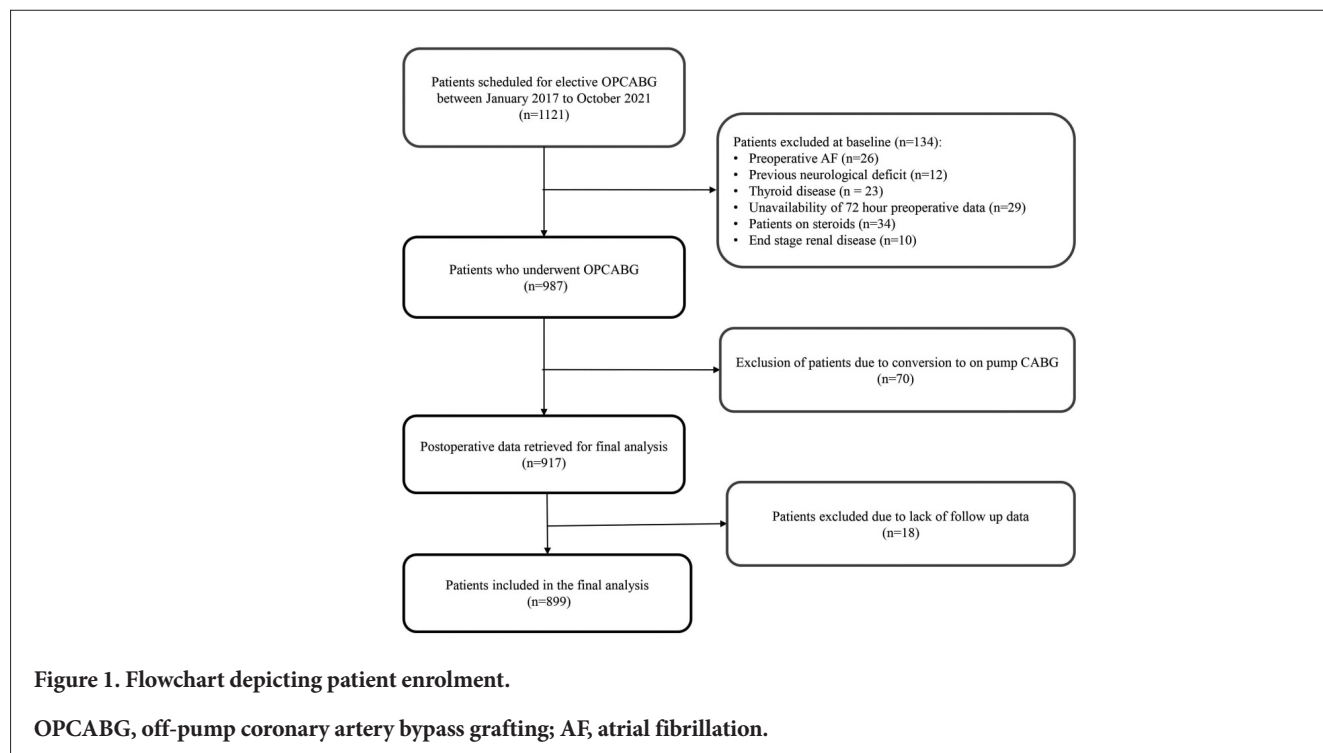 Patients scheduled for elective OPCABG
between January 2017 to October 2021
(n=1121)
Patients excluded at baseline (n=134):
• Preoperative AF (n=26)
• Previous neurological deficit (n=12)
• Thyroid disease (n = 23)
• Unavailability of 72 hour preoperative data (n=29)
• Patients on steroids (n=34)
• End stage renal disease (n=10)
Patients who underwent OPCABG
(n=987)
Exclusion of patients due to conversion to on pump CABG
(n=70)
Postoperative data retrieved for final analysis
(n=917)
Patients excluded due to lack of follow up data
(n=18)
Patients included in the final analysis
(n=899)
Figure 1. Flowchart depicting patient enrolment.
OPCABG, off-pump coronary artery bypass grafting; AF, atrial fibrillation.